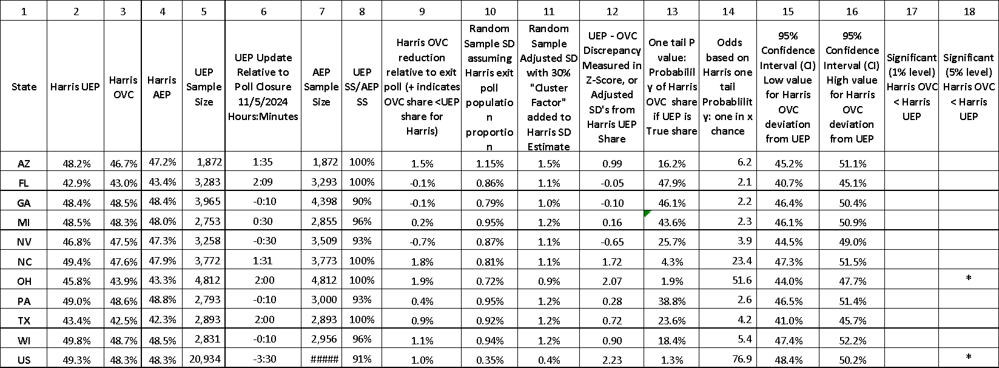 1 2 3 4 5 6 7 8 9 10 11 12 13 14 15 16 17 18
State Harris UEP Harris OVC Harris AEP UEP Sample Size UEP Update Relative to Poll Closure 11/5/2024 Hours:Minutes AEP Sample Size UEP SS/AEP SS Harris OVC reduction relative to exit poll (+ indicates OVC share <UEP share for Harris) Random Sample SD assuming Harris exit poll populatio n proportio n Random Sample Adjusted SD with 30% "Cluster Factor" added to Harris SD Estimate UEP - OVC Discrepancy Measured in Z-Score, or Adjusted SD's from Harris UEP Share One tail P value: Probabilit y of Harris OVC share if UEP is True share Odds based on Harris one tail Probablilit y: one in x chance 95% Confidence Interval (CI) Low value for Harris OVC deviation from UEP 95% Confidence Interval (CI) High value for Harris OVC deviation from UEP Significant (1% level) Harris OVC < Harris UEP Significant (5% level) Harris OVC < Harris UEP
AZ 48.2% 46.7% 47.2% 1,872 1:35 1,872 100% 1.5% 1.15% 1.5% 0.99 16.2% 6.2 45.2% 51.1%
FL 42.9% 43.0% 43.4% 3,283 2:09 3,293 100% -0.1% 0.86% 1.1% -0.05 47.9% 2.1 40.7% 45.1%
GA 48.4% 48.5% 48.4% 3,965 -0:10 4,398 90% -0.1% 0.79% 1.0% -0.10 46.1% 2.2 46.4% 50.4%
MI 48.5% 48.3% 48.0% 2,753 0:30 2,855 96% 0.2% 0.95% 1.2% 0.16 43.6% 2.3 46.1% 50.9%
NV 46.8% 47.5% 47.3% 3,258 -0:30 3,509 93% -0.7% 0.87% 1.1% -0.65 25.7% 3.9 44.5% 49.0%
NC 49.4% 47.6% 47.9% 3,772 1:31 3,773 100% 1.8% 0.81% 1.1% 1.72 4.3% 23.4 47.3% 51.5%
OH 45.8% 43.9% 43.3% 4,812 2:00 4,812 100% 1.9% 0.72% 0.9% 2.07 1.9% 51.6 44.0% 47.7% *
PA 49.0% 48.6% 48.8% 2,793 -0:10 3,000 93% 0.4% 0.95% 1.2% 0.28 38.8% 2.6 46.5% 51.4%
TX 43.4% 42.5% 42.3% 2,893 2:00 2,893 100% 0.9% 0.92% 1.2% 0.72 23.6% 4.2 41.0% 45.7%
WI 49.8% 48.7% 48.5% 2,831 -0:10 2,956 96% 1.1% 0.94% 1.2% 0.90 18.4% 5.4 47.4% 52.2%
US 49.3% 48.3% 48.3% 20,934 -3:30 ##### 91% 1.0% 0.35% 0.4% 2.23 1.3% 76.9 48.4% 50.2% *